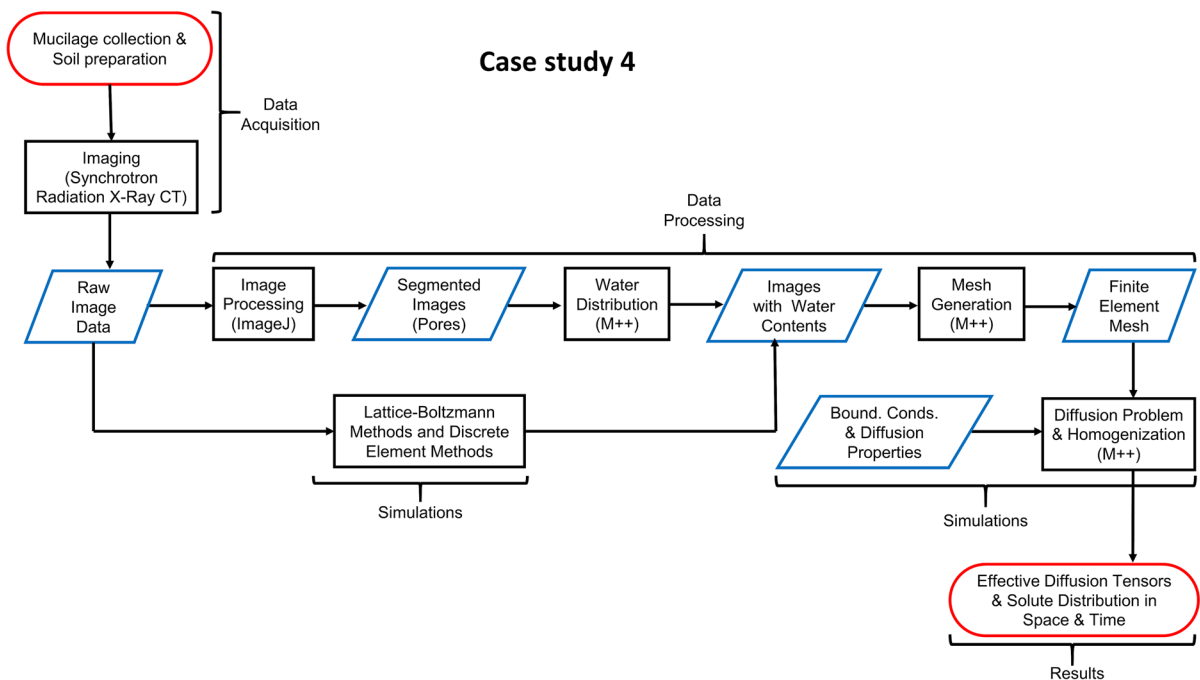 Mucilage collection &
Soil preparation
Case study 4
Data
Acquisition
Imaging
(Synchrotron
Radiation X-Ray CT)
Data
Processing
Raw
Image
Data
Image
Processing
(ImageJ)
Segmented
Images
(Pores)
Water
Distribution
(M++)
Images
with Water
Contents
Mesh
Generation
(M++)
Finite
Element
Mesh
Lattice-Boltzmann
Methods and Discrete
Element Methods
Bound. Conds.
& Diffusion
Properties
Diffusion Problem
& Homogenization
(M++)
Simulations
Simulations
Effective Diffusion Tensors
& Solute Distribution in
Space & Time
Results